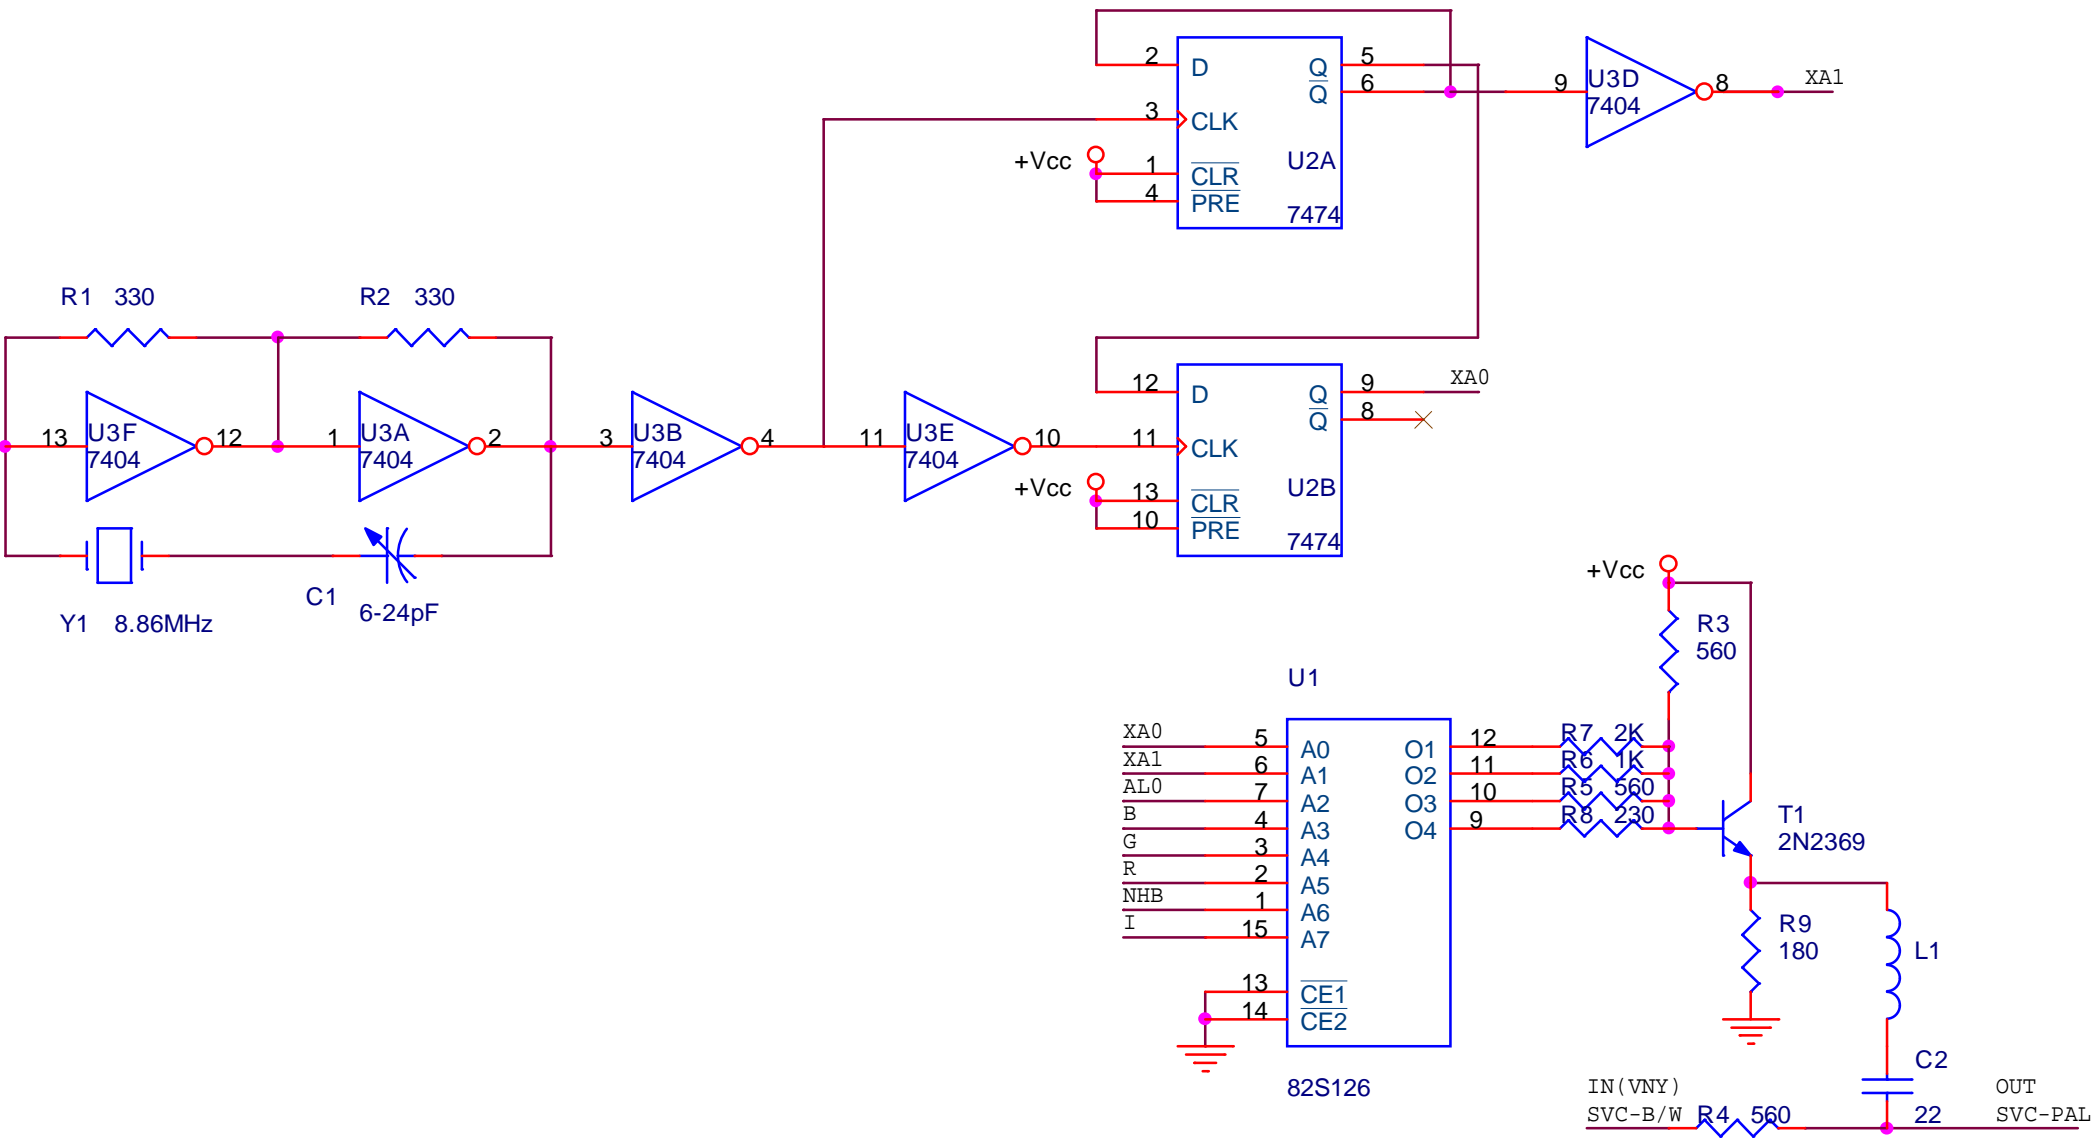 2 D Q 5
Q 6
3 CLK
+Vcc 1 CLR U2A
4 PRE
7474
9 U3D 8 XA1
7404
R1 330 R2 330
13 U3F 12 1 U3A 2 3 U3B 4 11 U3E 10
7404 7404 7404 7404
12 D Q 9 XA0
Q 8
11 CLK
+Vcc 13 CLR U2B
10 PRE
7474
Y1 8.86MHz
C1 6-24pF
+Vcc
R3
560
U1
XA0 5 A0 O1 12 R7 2K
XA1 6 A1 O2 11 R6 1K
AL0 7 A2 O3 10 R5 560
B 4 A3 O4 9 R8 230
G 3 A4
R 2 A5
NHB 1 A6
I 15 A7
13 CE1
14 CE2
82S126
T1
2N2369
R9
180
L1
C2
22
IN(VNY)
SVC-B/W R4 560
OUT
SVC-PAL